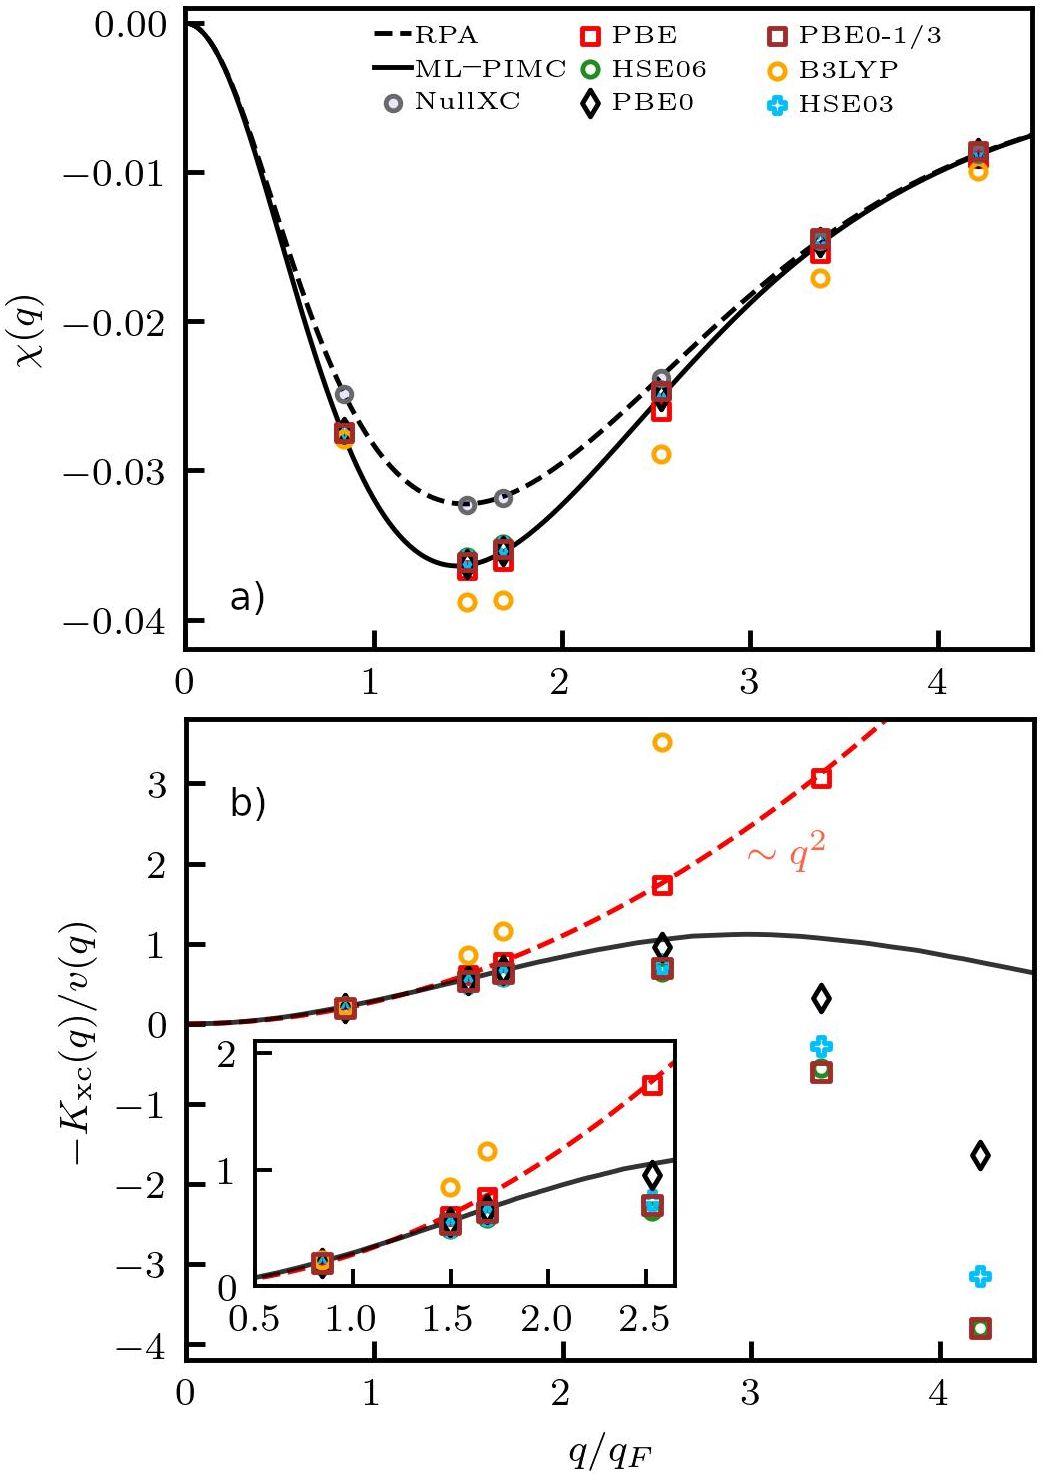 0.00
−0.01
−0.02
−0.03
−0.04
χ(q)
RPA
ML−PIMC
NullXC
PBE
HSE06
PBE0
PBE0-1/3
B3LYP
HSE03
a)
0 1 2 3 4
3
2
1
0
−1
−2
−3
−4
−K_xc(q)/v(q)
b)
∼ q²
2
1
0
0.5 1.0 1.5 2.0 2.5
0 1 2 3 4
q/q_F